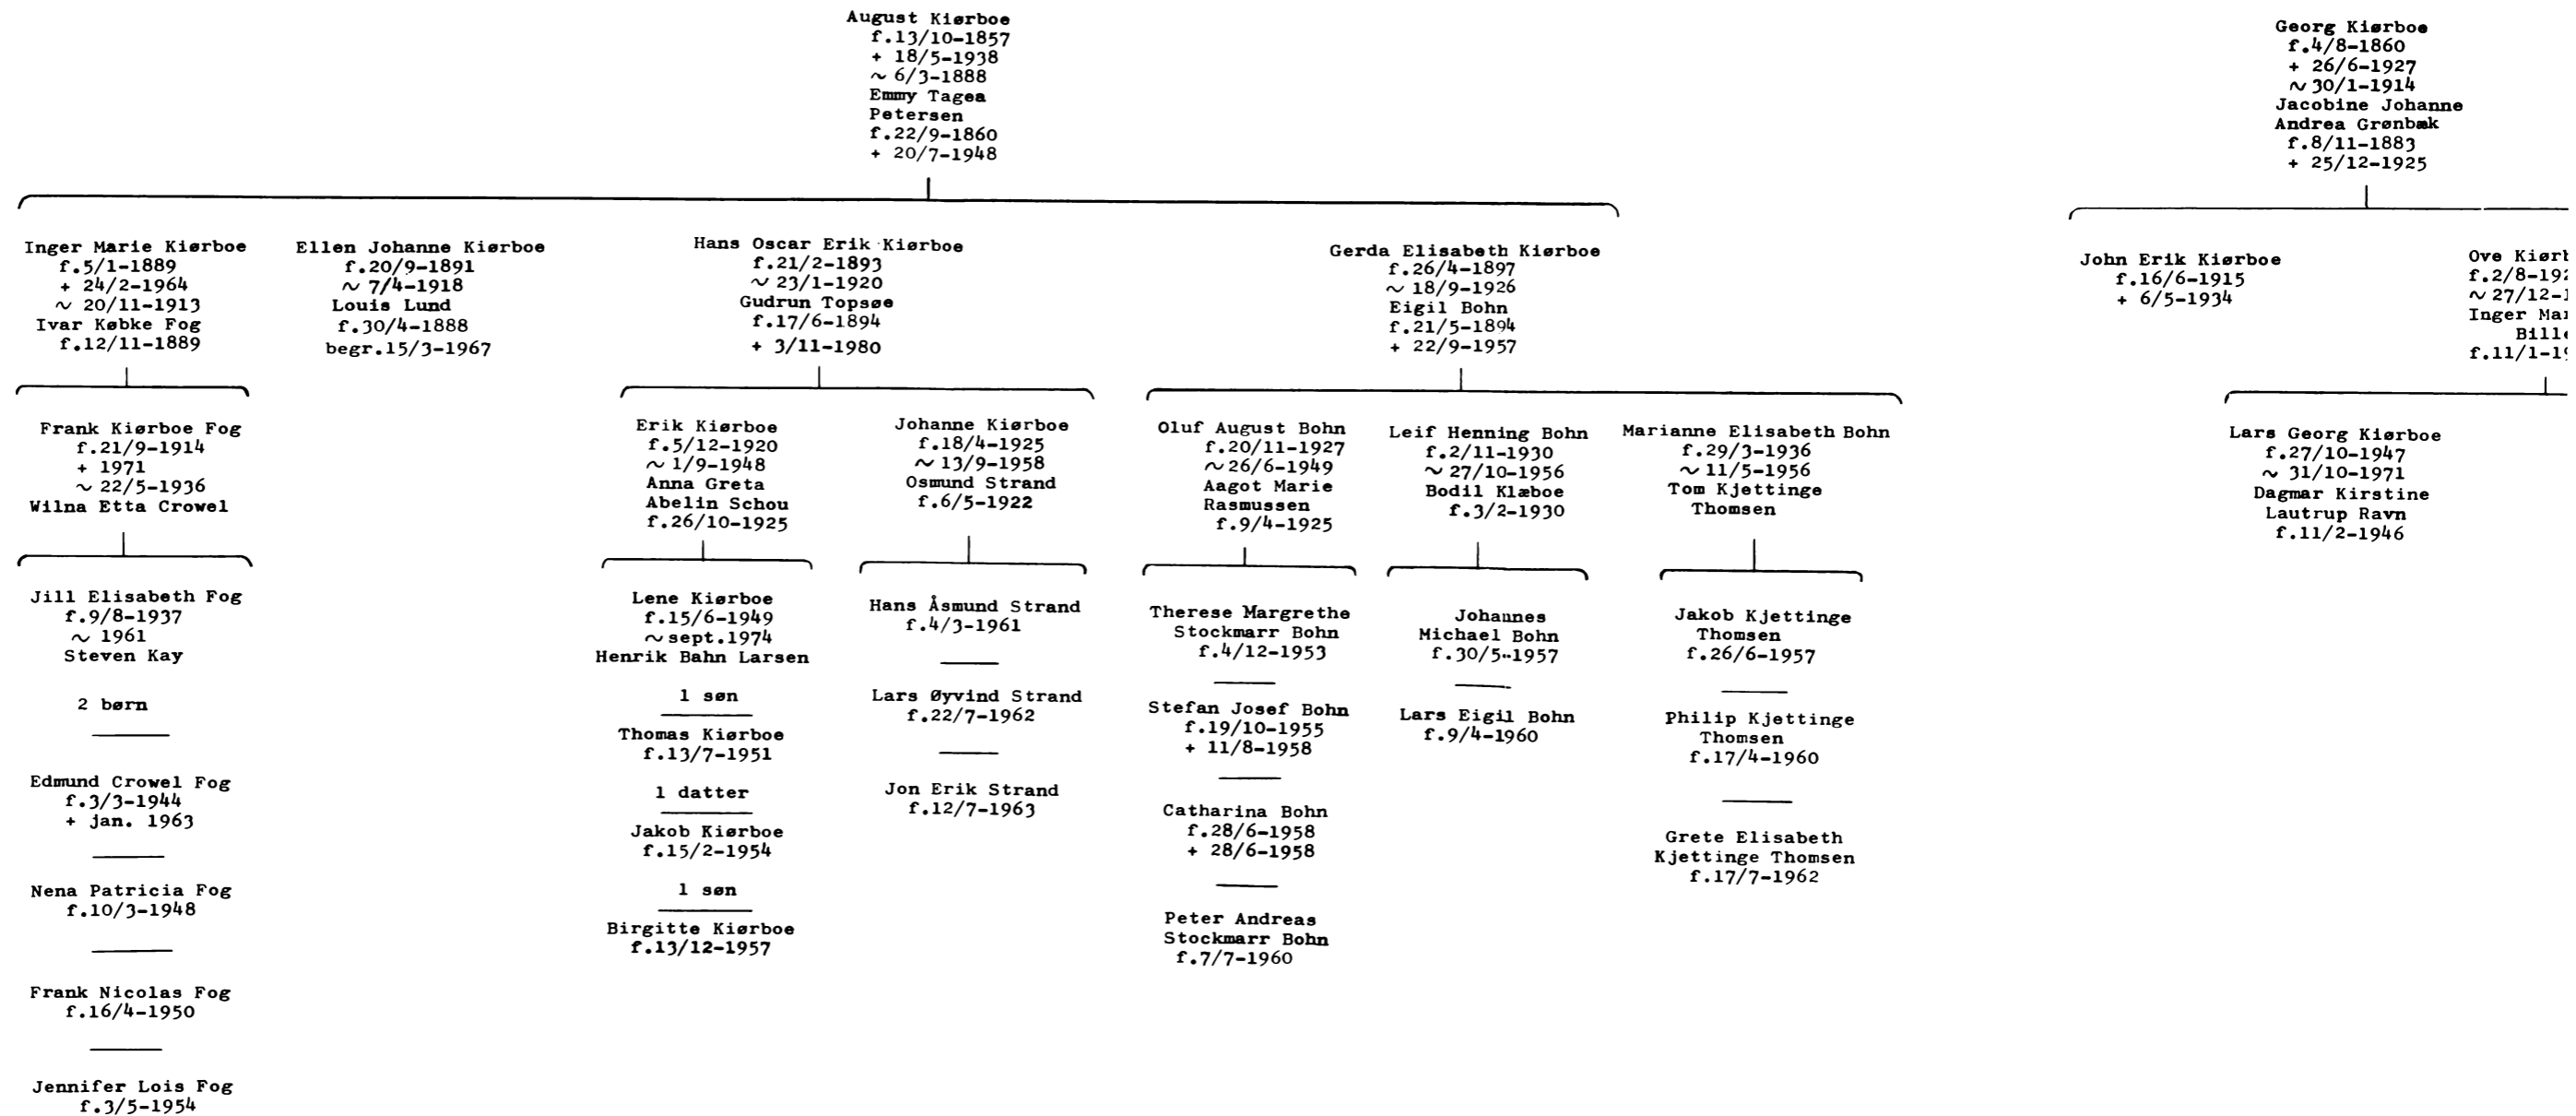 August Kiørboe
f.13/10-1857
+ 18/5-1938
~ 6/3-1888
Emmy Tagea
Petersen
f.22/9-1860
+ 20/7-1948
Georg Kiørboe
f.4/8-1860
+ 26/6-1927
~ 30/1-1914
Jacobine Johanne
Andrea Grønbæk
f.8/11-1883
+ 25/12-1925
Inger Marie Kiørboe
f.5/1-1889
+ 24/2-1964
~ 20/11-1913
Ivar Købke Fog
f.12/11-1889
Ellen Johanne Kiørboe
f.20/9-1891
~ 7/4-1918
Louis Lund
f.30/4-1888
begr.15/3-1967
Hans Oscar Erik Kiørboe
f.21/2-1893
~ 23/1-1920
Gudrun Topsøe
f.17/6-1894
+ 3/11-1980
Gerda Elisabeth Kiørboe
f.26/4-1897
~ 18/9-1926
Eigil Bohn
f.21/5-1894
+ 22/9-1957
John Erik Kiørboe
f.16/6-1915
+ 6/5-1934
Ove Kiør
f.2/8-19
~ 27/12-
Inger Ma
Bill
f.11/1-1
Frank Kiørboe Fog
f.21/9-1914
+ 1971
~ 22/5-1936
Wilna Etta Crowel
Erik Kiørboe
f.5/12-1920
~ 1/9-1948
Anna Greta
Abelin Schou
f.26/10-1925
Johanne Kiørboe
f.18/4-1925
~ 13/9-1958
Osmund Strand
f.6/5-1922
Oluf August Bohn
f.20/11-1927
~ 26/6-1949
Aagot Marie
Rasmussen
f.9/4-1925
Leif Henning Bohn
f.2/11-1930
~ 27/10-1956
Bodil Klæboe
f.3/2-1930
Marianne Elisabeth Bohn
f.29/3-1936
~ 11/5-1956
Tom Kjettinge
Thomsen
Lars Georg Kiørboe
f.27/10-1947
~ 31/10-1971
Dagmar Kirstine
Lautrup Ravn
f.11/2-1946
Jill Elisabeth Fog
f.9/8-1937
~ 1961
Steven Kay
2 børn
Edmund Crowel Fog
f.3/3-1944
+ jan. 1963
Nena Patricia Fog
f.10/3-1948
Frank Nicolas Fog
f.16/4-1950
Jennifer Lois Fog
f.3/5-1954
Lene Kiørboe
f.15/6-1949
~ sept.1974
Henrik Bahn Larsen
1 søn
Thomas Kiørboe
f.13/7-1951
1 datter
Jakob Kiørboe
f.15/2-1954
1 søn
Birgitte Kiørboe
f.13/12-1957
Hans Åsmund Strand
f.4/3-1961
Lars Øyvind Strand
f.22/7-1962
Jon Erik Strand
f.12/7-1963
Therese Margrethe
Stockmarr Bohn
f.4/12-1953
Stefan Josef Bohn
f.19/10-1955
+ 11/8-1958
Catharina Bohn
f.28/6-1958
+ 28/6-1958
Peter Andreas
Stockmarr Bohn
f.7/7-1960
Johannes
Michael Bohn
f.30/5-1957
Lars Eigil Bohn
f.9/4-1960
Jakob Kjettinge
Thomsen
f.26/6-1957
Philip Kjettinge
Thomsen
f.17/4-1960
Grete Elisabeth
Kjettinge Thomsen
f.17/7-1962